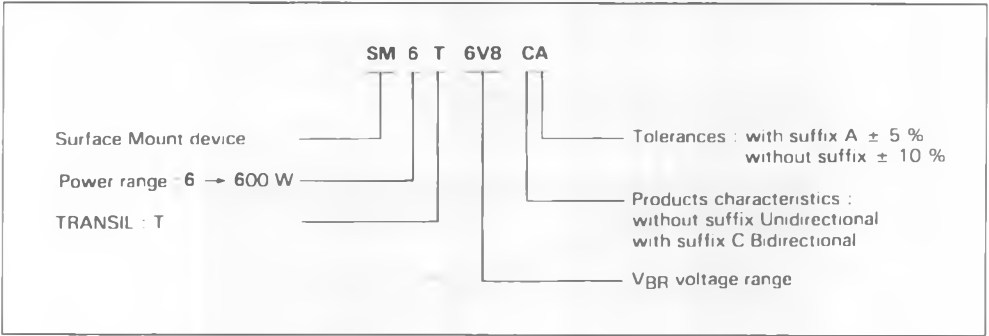 SM 6 T 6V8 CA
Surface Mount device
Power range 6 → 600 W
TRANSIL : T
Tolerances : with suffix A ± 5 %
without suffix ± 10 %
Products characteristics :
without suffix Unidirectional
with suffix C Bidirectional
VBR voltage range